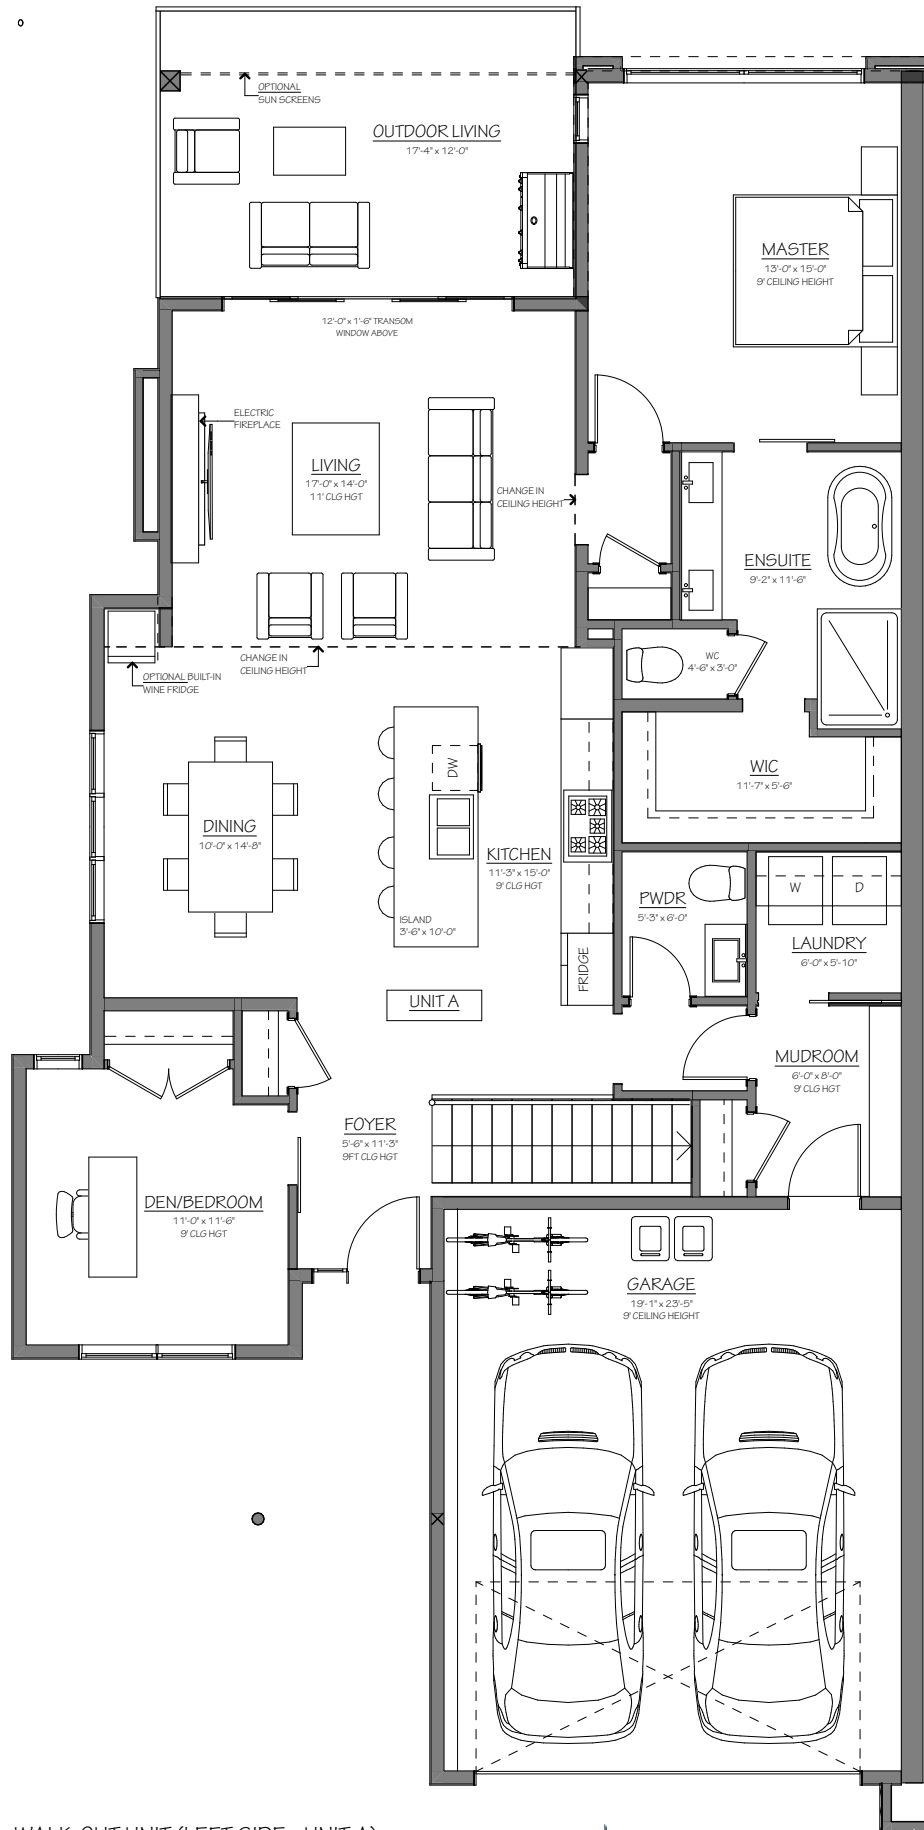 OPTIONAL
SUN SCREENS
OUTDOOR LIVING
17'-4" x 12'-0"
MASTER
13'-0" x 15'-0"
9' CEILING HEIGHT
12'-0" x 1'-6" TRANSOM
WINDOW ABOVE
ELECTRIC
FIREPLACE
LIVING
17'-0" x 14'-0"
11' CLG HGT
CHANGE IN
CEILING HEIGHT
ENSUITE
9'-2" x 11'-6"
WC
4'-6" x 3'-0"
CHANGE IN
CEILING HEIGHT
OPTIONAL BUILT-IN
WINE FRIDGE
DW
WIC
11'-7" x 5'-6"
DINING
10'-0" x 14'-8"
KITCHEN
11'-3" x 15'-0"
9' CLG HGT
ISLAND
3'-6" x 10'-0"
PWDR
5'-3" x 6'-0"
W
D
LAUNDRY
6'-0" x 5'-10"
FRIDGE
UNIT A
MUDROOM
6'-0" x 8'-0"
9' CLG HGT
FOYER
5'-6" x 11'-3"
9FT CLG HGT
DEN/BEDROOM
11'-0" x 11'-6"
9' CLG HGT
GARAGE
19'-1" x 23'-5"
9' CEILING HEIGHT
WALK-OUT UNIT (LEFT SIDE - UNIT A)